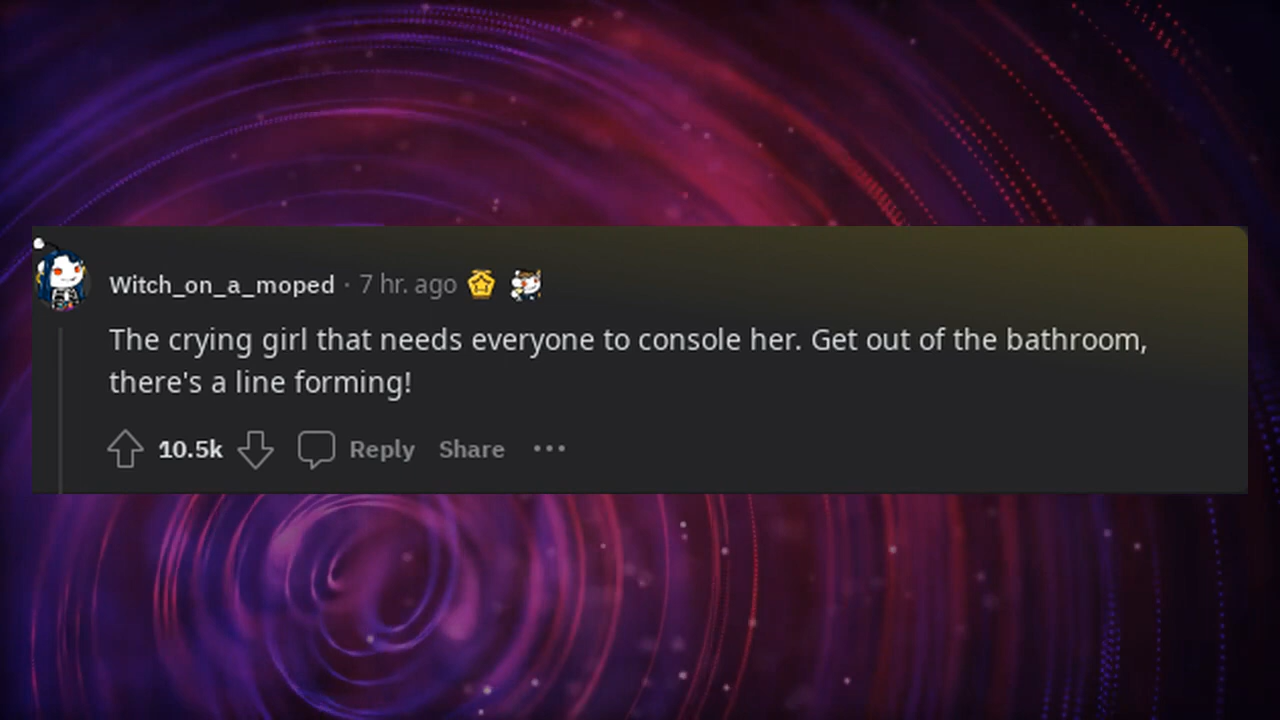 Witch_on_a_moped · 7 hr. ago
The crying girl that needs everyone to console her. Get out of the bathroom,
there's a line forming!
10.5k Reply Share ···